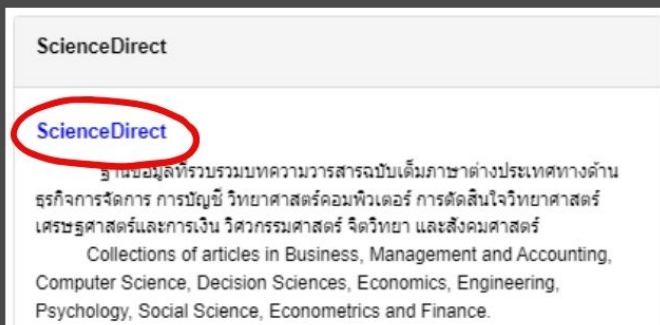 ScienceDirect
ScienceDirect
ฐานข้อมูลที่รวบรวมบทความวารสารฉบับเต็มภาษาต่างประเทศทางด้าน
ธุรกิจการจัดการ การบัญชี วิทยาศาสตร์คอมพิวเตอร์ การตัดสินใจวิทยาศาสตร์
เศรษฐศาสตร์และการเงิน วิศวกรรมศาสตร์ จิตวิทยา และสังคมศาสตร์
Collections of articles in Business, Management and Accounting,
Computer Science, Decision Sciences, Economics, Engineering,
Psychology, Social Science, Econometrics and Finance.